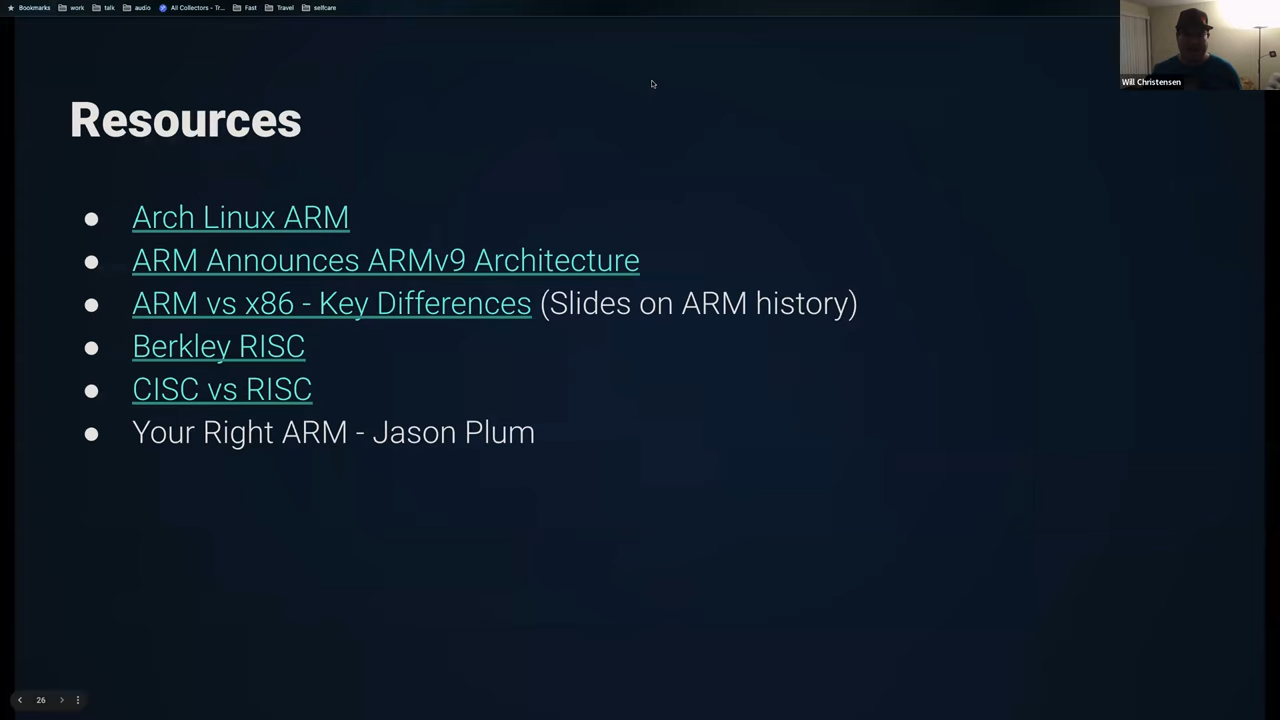 Bookmarks work talk audio All Collectors - Tr... Fast Travel selfcare
Will Christensen
Resources
Arch Linux ARM
ARM Announces ARMv9 Architecture
ARM vs x86 - Key Differences (Slides on ARM history)
Berkley RISC
CISC vs RISC
Your Right ARM - Jason Plum
26